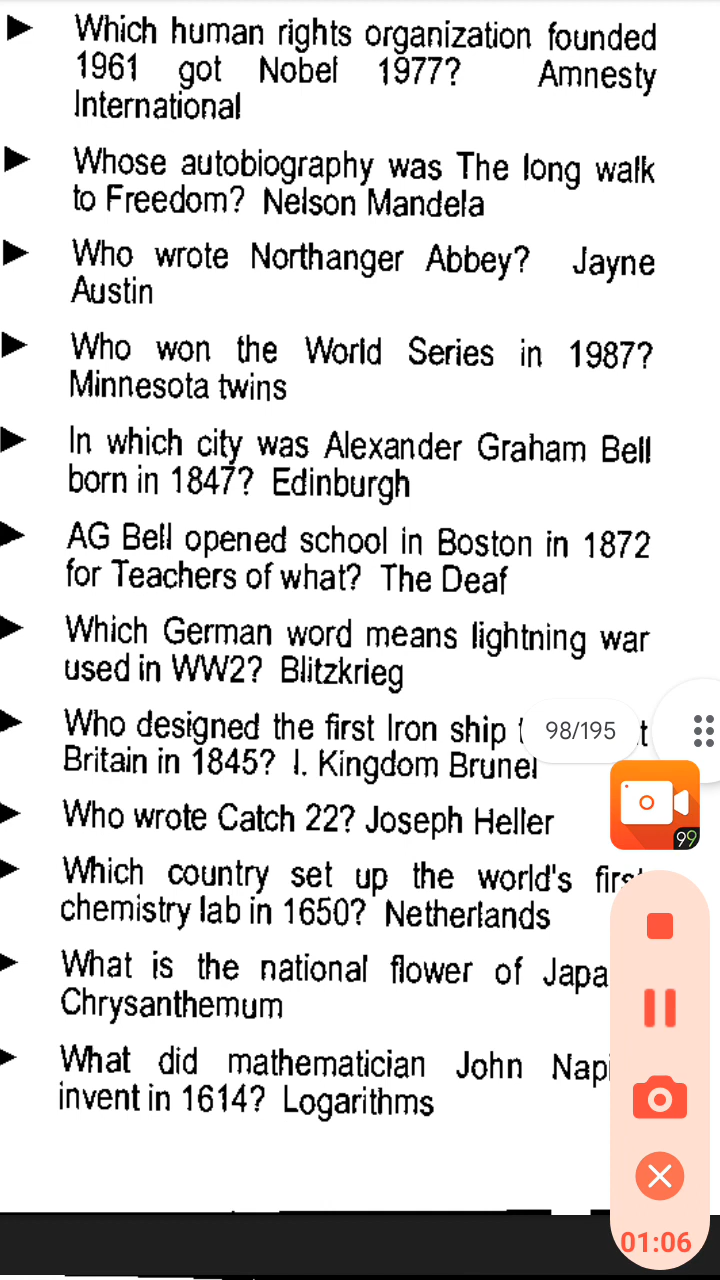 Which human rights organization founded
1961 got Nobel 1977? Amnesty
International
Whose autobiography was The long walk
to Freedom? Nelson Mandela
Who wrote Northanger Abbey? Jayne
Austin
Who won the World Series in 1987?
Minnesota twins
In which city was Alexander Graham Bell
born in 1847? Edinburgh
AG Bell opened school in Boston in 1872
for Teachers of what? The Deaf
Which German word means lightning war
used in WW2? Blitzkrieg
Who designed the first Iron ship
98/195
Britain in 1845? I. Kingdom Brunel
Who wrote Catch 22? Joseph Heller
99
Which country set up the world's
chemistry lab in 1650? Netherlands
What is the national flower of
Chrysanthemum
What did mathematician John
invent in 1614? Logarithms
01:06